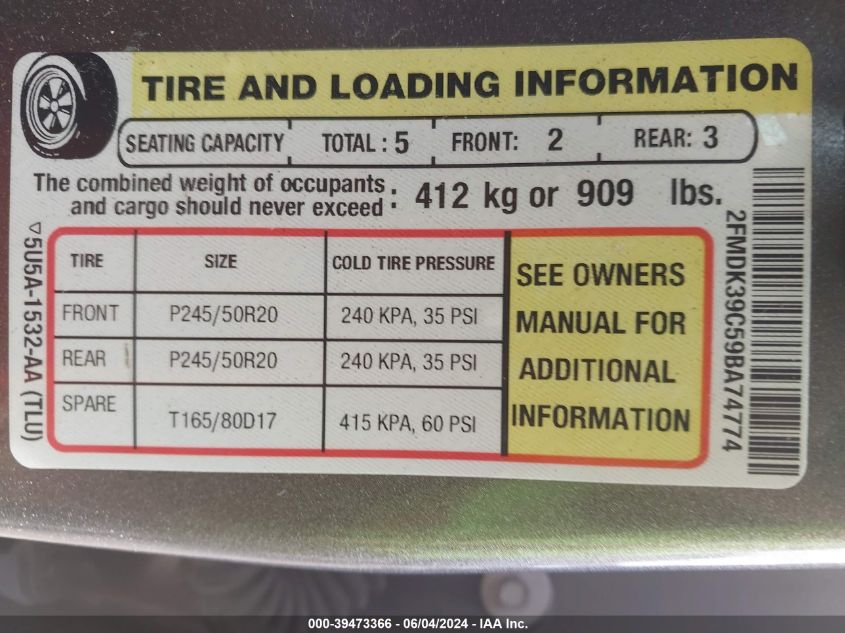 TIRE AND LOADING INFORMATION
SEATING CAPACITY TOTAL : 5 FRONT: 2 REAR: 3
The combined weight of occupants
and cargo should never exceed : 412 kg or 909 lbs.
TIRE SIZE COLD TIRE PRESSURE
FRONT P245/50R20 240 KPA, 35 PSI
REAR P245/50R20 240 KPA, 35 PSI
SPARE T165/80D17 415 KPA, 60 PSI
SEE OWNERS
MANUAL FOR
ADDITIONAL
INFORMATION
5U5A-1532-AA (TLU)
2FMDK39C59BA74774
000-39473366 - 06/04/2024 - IAA Inc.